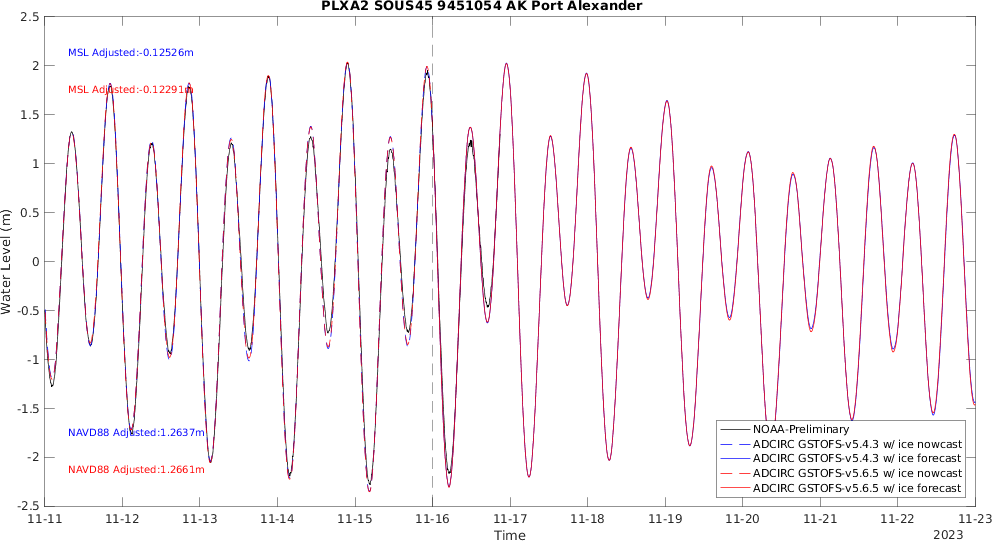 PLXA2 SOUS45 9451054 AK Port Alexander
MSL Adjusted:-0.12526m
MSL Adjusted:-0.12291m
NAVD88 Adjusted:1.2637m
NAVD88 Adjusted:1.2661m
Water Level (m)
2.5
2
1.5
1
0.5
0
-0.5
-1
-1.5
-2
-2.5
NOAA-Preliminary
ADCIRC GSTOFS-v5.4.3 w/ ice nowcast
ADCIRC GSTOFS-v5.4.3 w/ ice forecast
ADCIRC GSTOFS-v5.6.5 w/ ice nowcast
ADCIRC GSTOFS-v5.6.5 w/ ice forecast
11-11 11-12 11-13 11-14 11-15 11-16 11-17 11-18 11-19 11-20 11-21 11-22 11-23
Time
2023